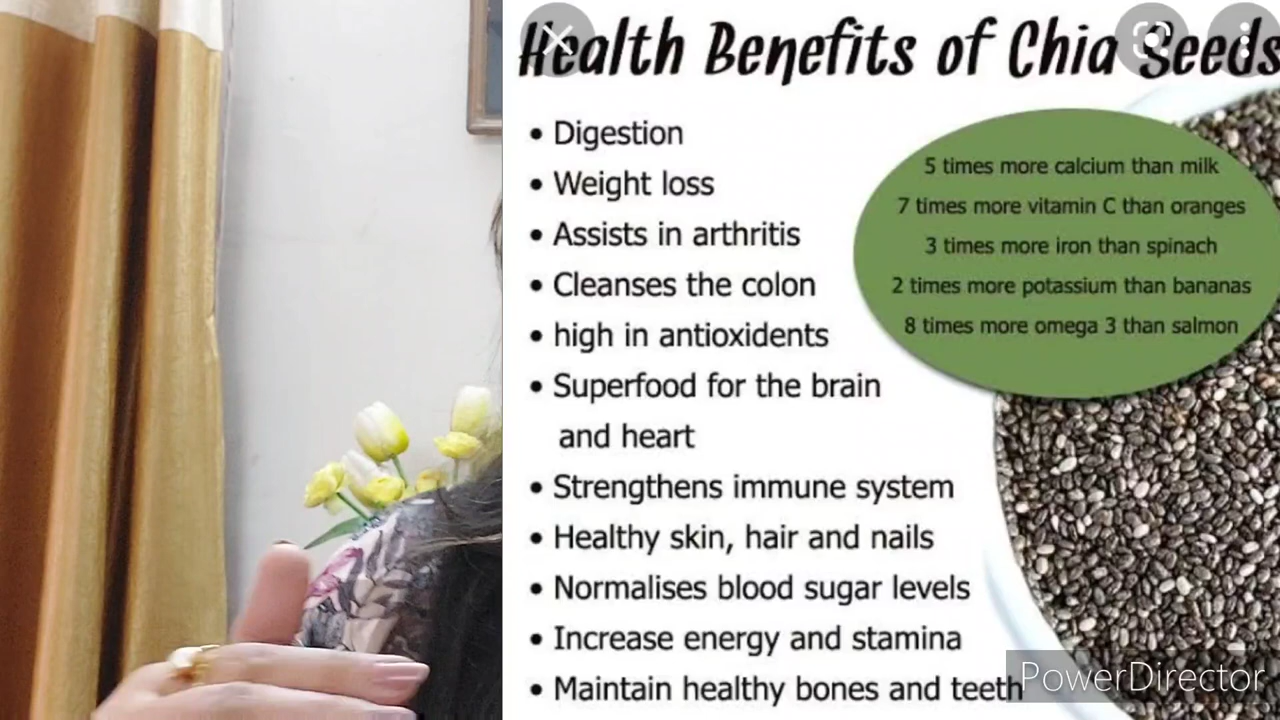 Health Benefits of Chia Seeds
• Digestion
• Weight loss
• Assists in arthritis
• Cleanses the colon
• high in antioxidents
• Superfood for the brain
and heart
• Strengthens immune system
• Healthy skin, hair and nails
• Normalises blood sugar levels
• Increase energy and stamina
• Maintain healthy bones and teeth
5 times more calcium than milk
7 times more vitamin C than oranges
3 times more iron than spinach
2 times more potassium than bananas
8 times more omega 3 than salmon
PowerDirector